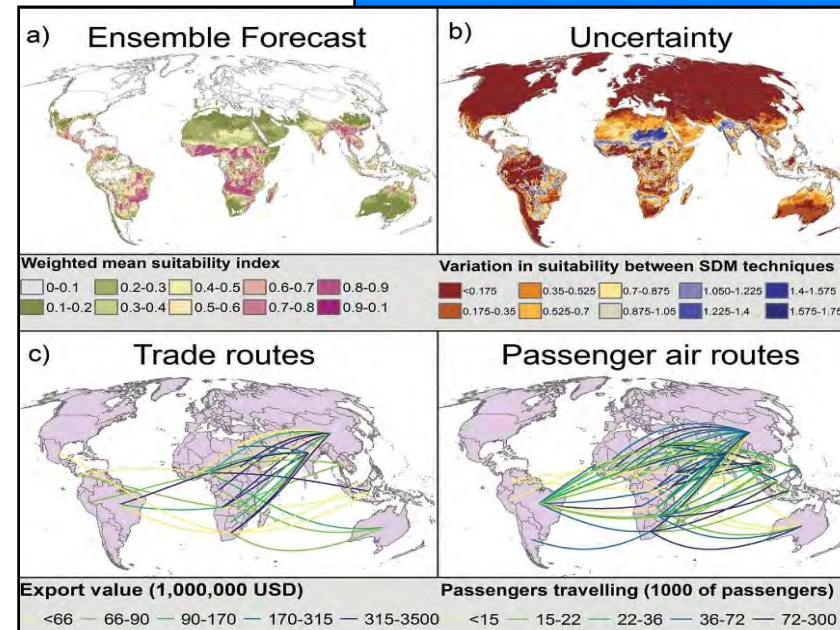 a) Ensemble Forecast
b) Uncertainty
Weighted mean suitability index
0-0.1 0.2-0.3 0.4-0.5 0.6-0.7 0.8-0.9
0.1-0.2 0.3-0.4 0.5-0.6 0.7-0.8 0.9-0.1
Variation in suitability between SDM techniques
<0.175 0.35-0.525 0.7-0.875 1.050-1.225 1.4-1.575
0.175-0.35 0.525-0.7 0.875-1.05 1.225-1.4 1.575-1.75
c) Trade routes
Passenger air routes
Export value (1,000,000 USD)
<66 66-90 90-170 170-315 315-3500
Passengers travelling (1000 of passengers)
<15 15-22 22-36 36-72 72-300